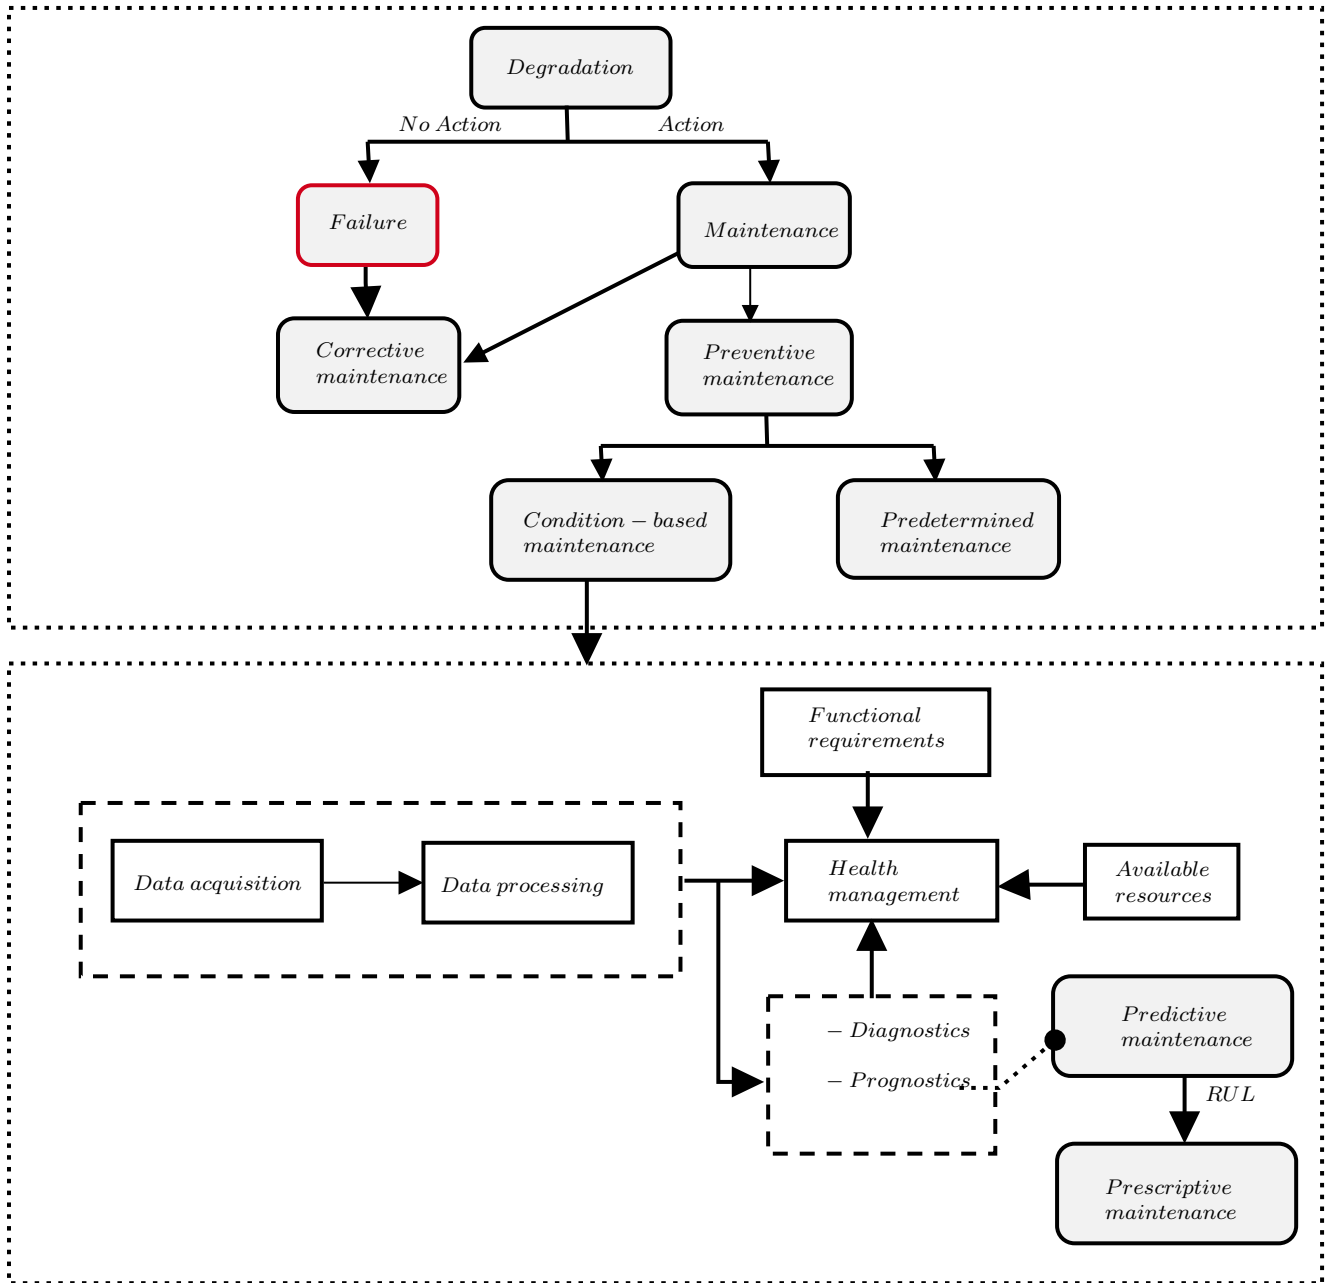 Degradation
No Action
Action
Failure
Maintenance
Corrective
maintenance
Preventive
maintenance
Condition − based
maintenance
Predetermined
maintenance
Functional
requirements
Data acquisition
Data processing
Health
management
Available
resources
− Diagnostics
− Prognostics
Predictive
maintenance
RUL
Prescriptive
maintenance